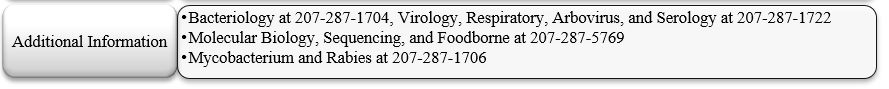 Additional Information
•Bacteriology at 207-287-1704, Virology, Respiratory, Arbovirus, and Serology at 207-287-1722
•Molecular Biology, Sequencing, and Foodborne at 207-287-5769
•Mycobacterium and Rabies at 207-287-1706